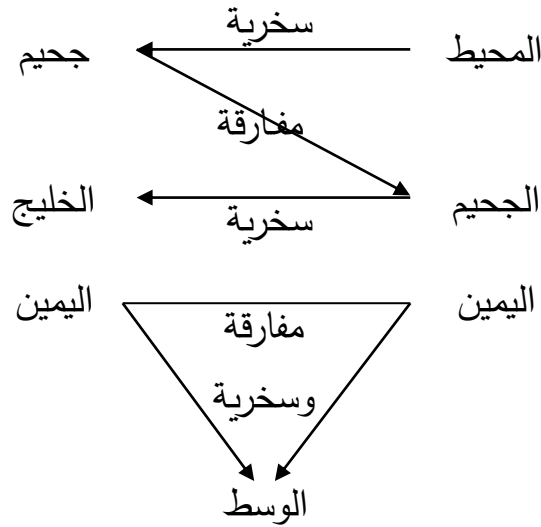 سخرية
المحيط جحيم
مفارقة
الجحيم الخليج
سخرية
اليمين اليمين
مفارقة
وسخرية
الوسط